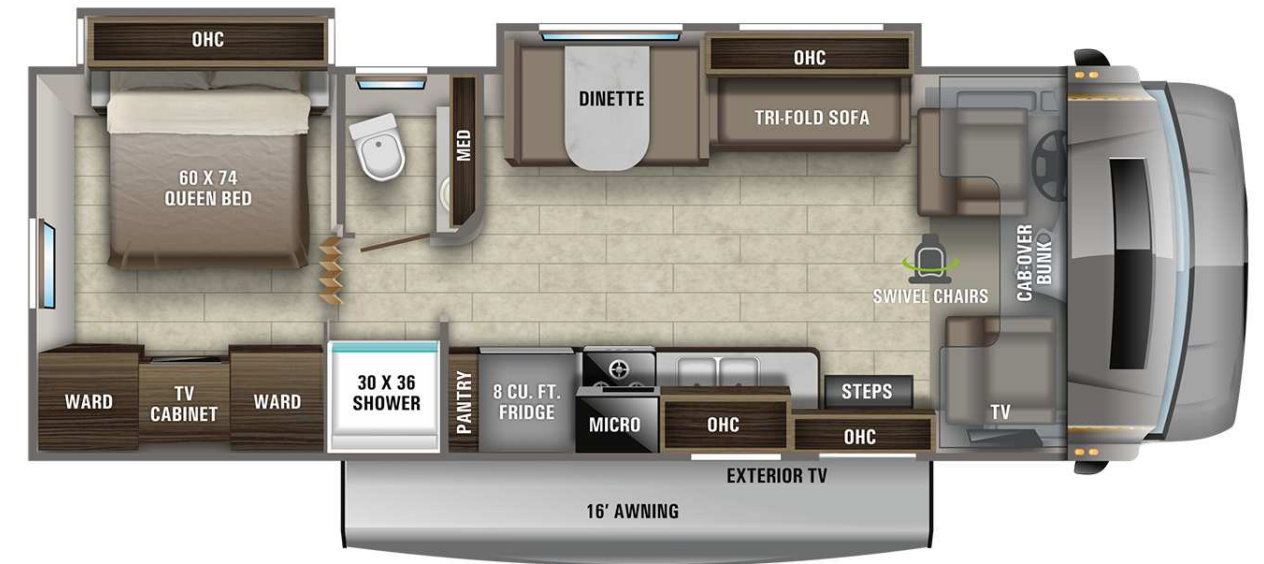 OHC
OHC
DINETTE
TRI-FOLD SOFA
MED
60 X 74
QUEEN BED
CAB-OVER
BUNK
SWIVEL CHAIRS
WARD
TV
CABINET
WARD
30 X 36
SHOWER
PANTRY
8 CU. FT.
FRIDGE
MICRO
OHC
STEPS
OHC
TV
EXTERIOR TV
16' AWNING